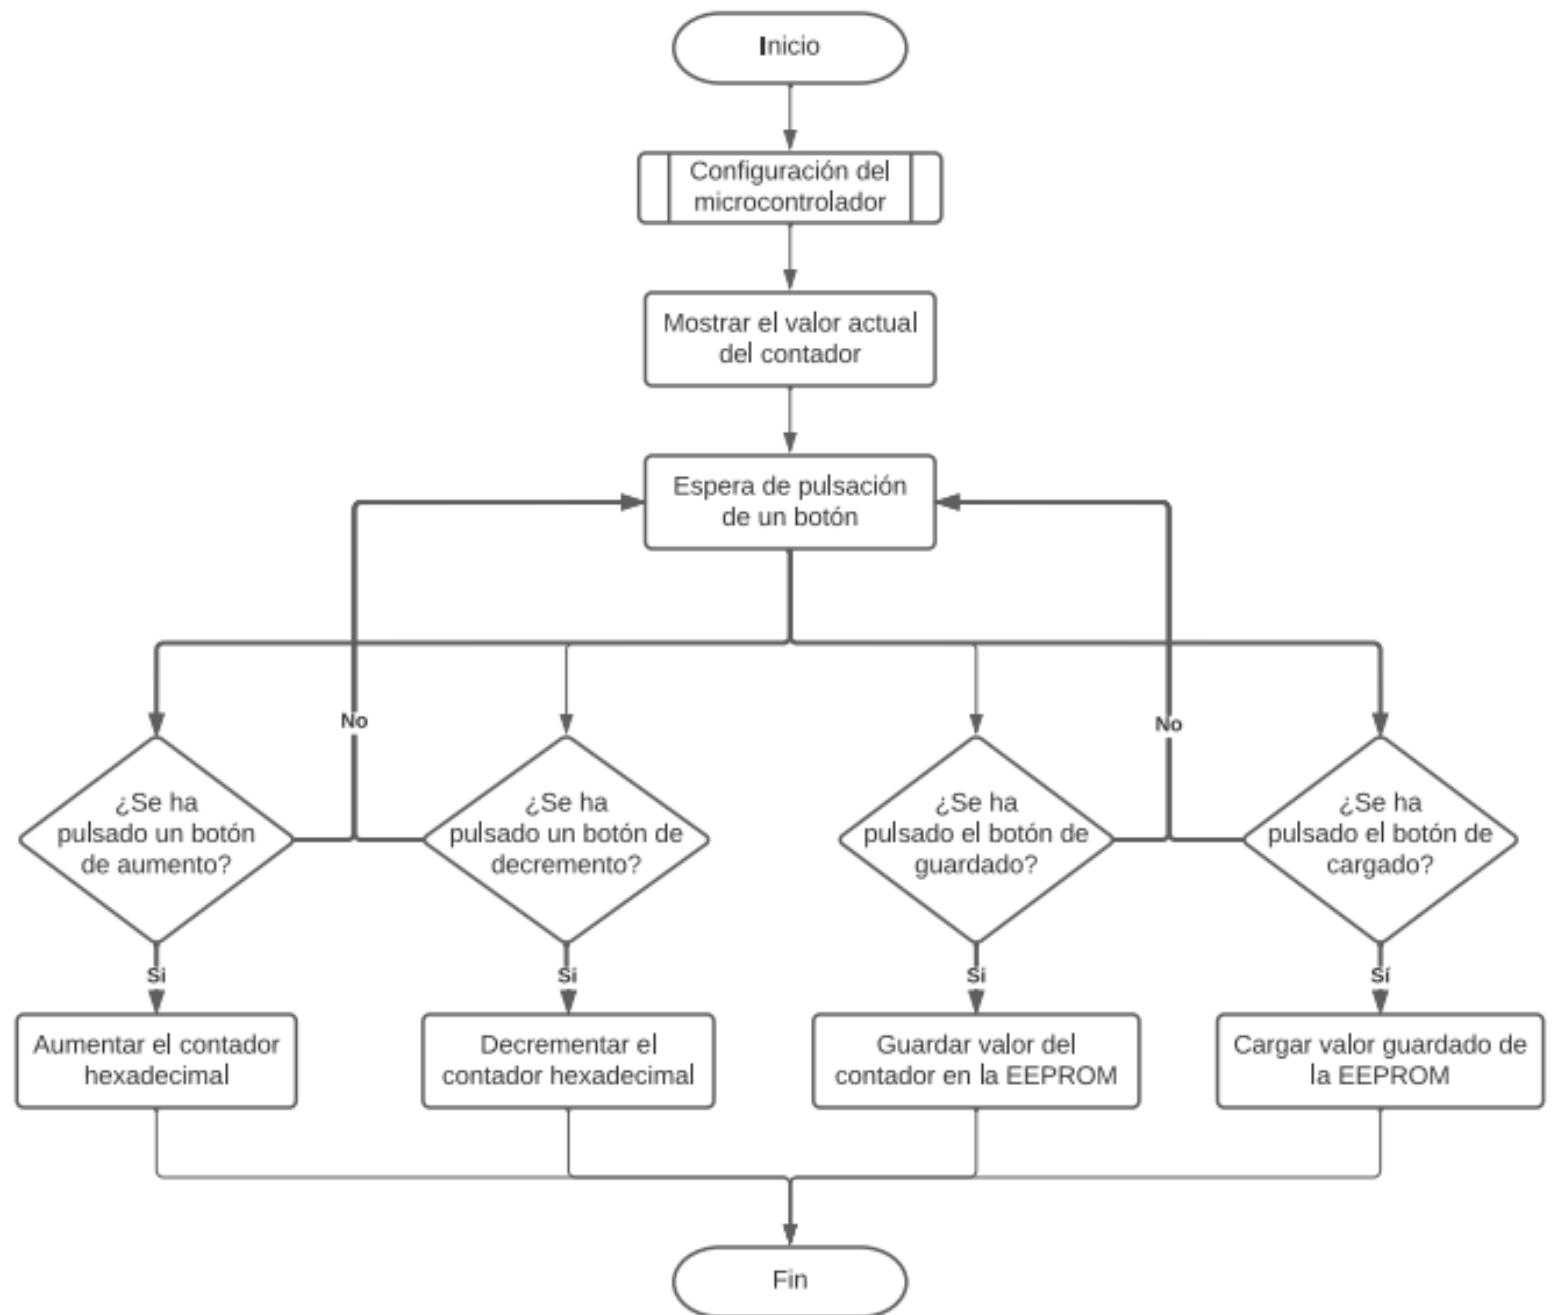 Inicio
Configuración del
microcontrolador
Mostrar el valor actual
del contador
Espera de pulsación
de un botón
No
No
¿Se ha
pulsado un botón
de aumento?
¿Se ha
pulsado un botón de
decremento?
¿Se ha
pulsado el botón de
guardado?
¿Se ha
pulsado el botón de
cargado?
Si
Si
Si
Sí
Aumentar el contador
hexadecimal
Decrementar el
contador hexadecimal
Guardar valor del
contador en la EEPROM
Cargar valor guardado de
la EEPROM
Fin